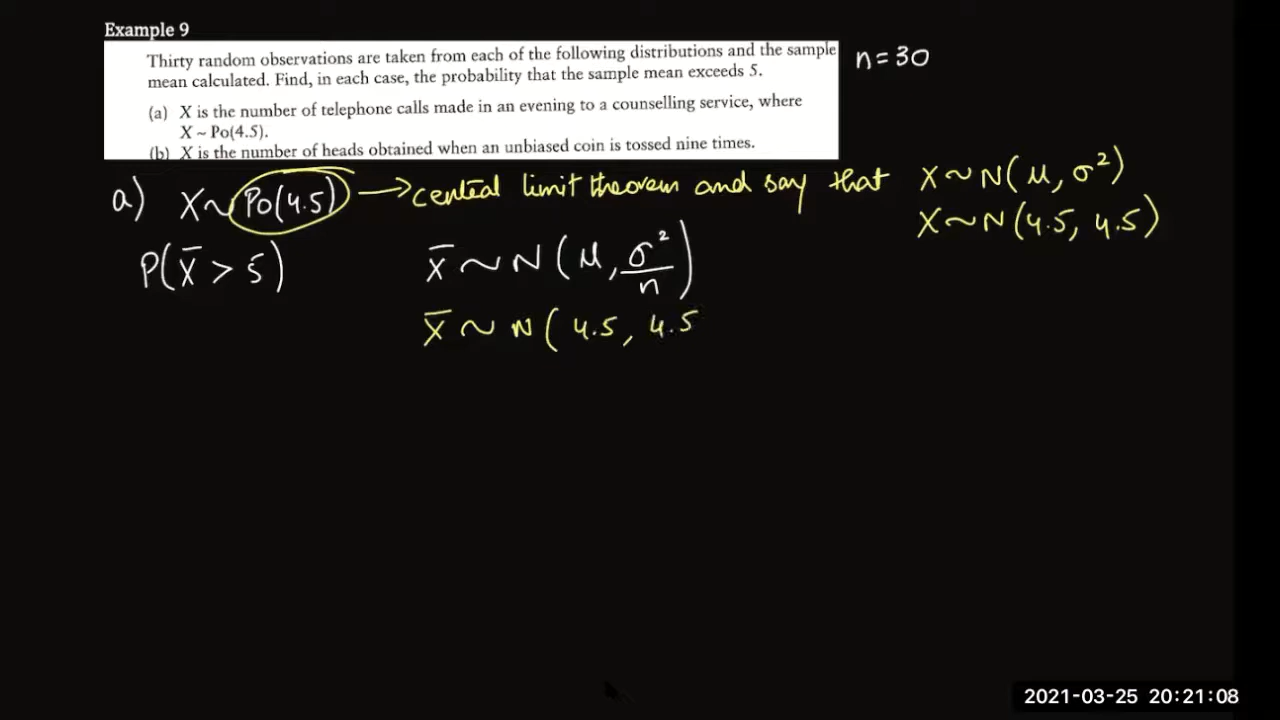 Example 9
Thirty random observations are taken from each of the following distributions and the sample
mean calculated. Find, in each case, the probability that the sample mean exceeds 5.
n=30
(a) X is the number of telephone calls made in an evening to a counselling service, where
X ~ Po(4.5).
(b) X is the number of heads obtained when an unbiased coin is tossed nine times.
a) X~Po(4.5) → central limit theorem and say that X~N(μ, σ²)
X~N(4.5, 4.5)
P(X̄ > 5) X̄ ~ N(μ, σ²/n)
X̄ ~ N( 4.5, 4.5
2021-03-25 20:21:08